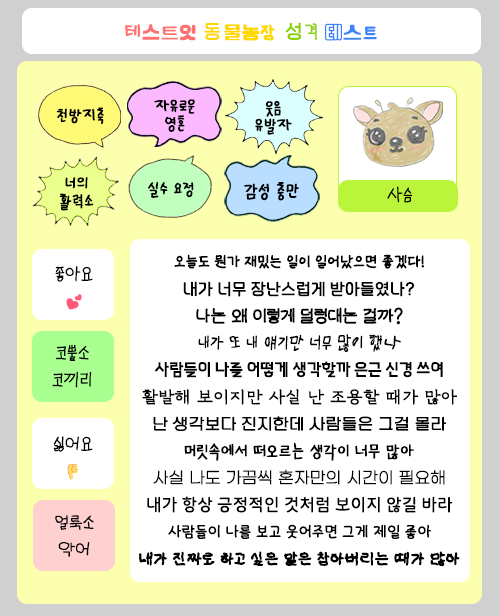 테스트잇 동물농장 성격 테스트
천방지축
자유로운
영혼
웃음
유발자
너의
활력소
실수 요정
감성 충만
사슴
좋아요
코뿔소
코끼리
싫어요
얼룩소
악어
오늘도 뭔가 재밌는 일이 일어났으면 좋겠다!
내가 너무 장난스럽게 받아들였나?
나는 왜 이렇게 덜렁대는 걸까?
내가 또 내 얘기만 너무 많이 했나
사람들이 나를 어떻게 생각할까 은근 신경 쓰여
활발해 보이지만 사실 난 조용할 때가 많아
난 생각보다 진지한데 사람들은 그걸 몰라
머릿속에서 떠오르는 생각이 너무 많아
사실 나도 가끔씩 혼자만의 시간이 필요해
내가 항상 긍정적인 것처럼 보이지 않길 바라
사람들이 나를 보고 웃어주면 그게 제일 좋아
내가 진짜로 하고 싶은 말은 참아버리는 때가 많아